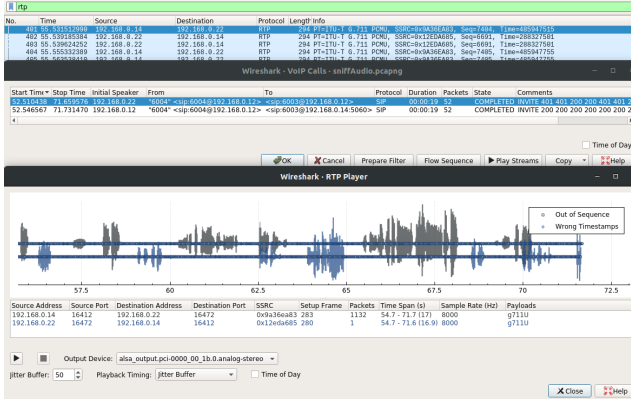 rtp
No. Time Source Destination Protocol Length Info
401 55.531512999 192.168.0.14 192.168.0.22 RTP 294 PT=ITU-T G.711 PCMU, SSRC=0x9A36EA83, Seq=7484, Time=485947515
402 55.539185384 192.168.0.22 192.168.0.14 RTP 294 PT=ITU-T G.711 PCMU, SSRC=0x12EDA685, Seq=6691, Time=288327501
403 55.539624252 192.168.0.22 192.168.0.14 RTP 294 PT=ITU-T G.711 PCMU, SSRC=0x12EDA685, Seq=6691, Time=288327501
404 55.555332389 192.168.0.14 192.168.0.22 RTP 294 PT=ITU-T G.711 PCMU, SSRC=0x9A36EA83, Seq=7485, Time=485947755
Wireshark · VoIP Calls · sniffAudio.pcapng
Start Time Stop Time Initial Speaker From To Protocol Duration Packets State Comments
52.510438 71.659576 192.168.0.22 "6004" <sip:6004@192.168.0.12> <sip:6003@192.168.0.12> SIP 00:00:19 52 COMPLETED INVITE 401 401 200 200 401 401 2
52.546567 71.731470 192.168.0.12 "6004" <sip:6004@192.168.0.12> <sip:6003@192.168.0.14:5060> SIP 00:00:19 52 COMPLETED INVITE 200 200 200 200 200 200 2
Time of Day
OK Cancel Prepare Filter Flow Sequence Play Streams Copy Help
Wireshark · RTP Player
Out of Sequence
Wrong Timestamps
57.5 60 62.5 65 67.5 70 72.5
Source Address Source Port Destination Address Destination Port SSRC Setup Frame Packets Time Span (s) Sample Rate (Hz) Payloads
192.168.0.14 16412 192.168.0.22 16472 0x9a36ea83 283 1132 54.7 - 71.7 (17) 8000 g711U
192.168.0.22 16472 192.168.0.14 16412 0x12eda685 280 1 54.7 - 71.6 (16.9) 8000 g711U
Output Device: alsa_output.pci-0000_00_1b.0.analog-stereo
Jitter Buffer: 50 Playback Timing: Jitter Buffer Time of Day
Close Help